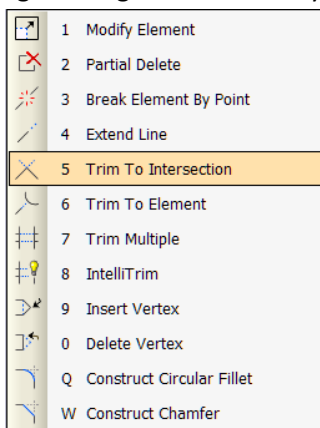 1 Modify Element
2 Partial Delete
3 Break Element By Point
4 Extend Line
5 Trim To Intersection
6 Trim To Element
7 Trim Multiple
8 IntelliTrim
9 Insert Vertex
0 Delete Vertex
Q Construct Circular Fillet
W Construct Chamfer